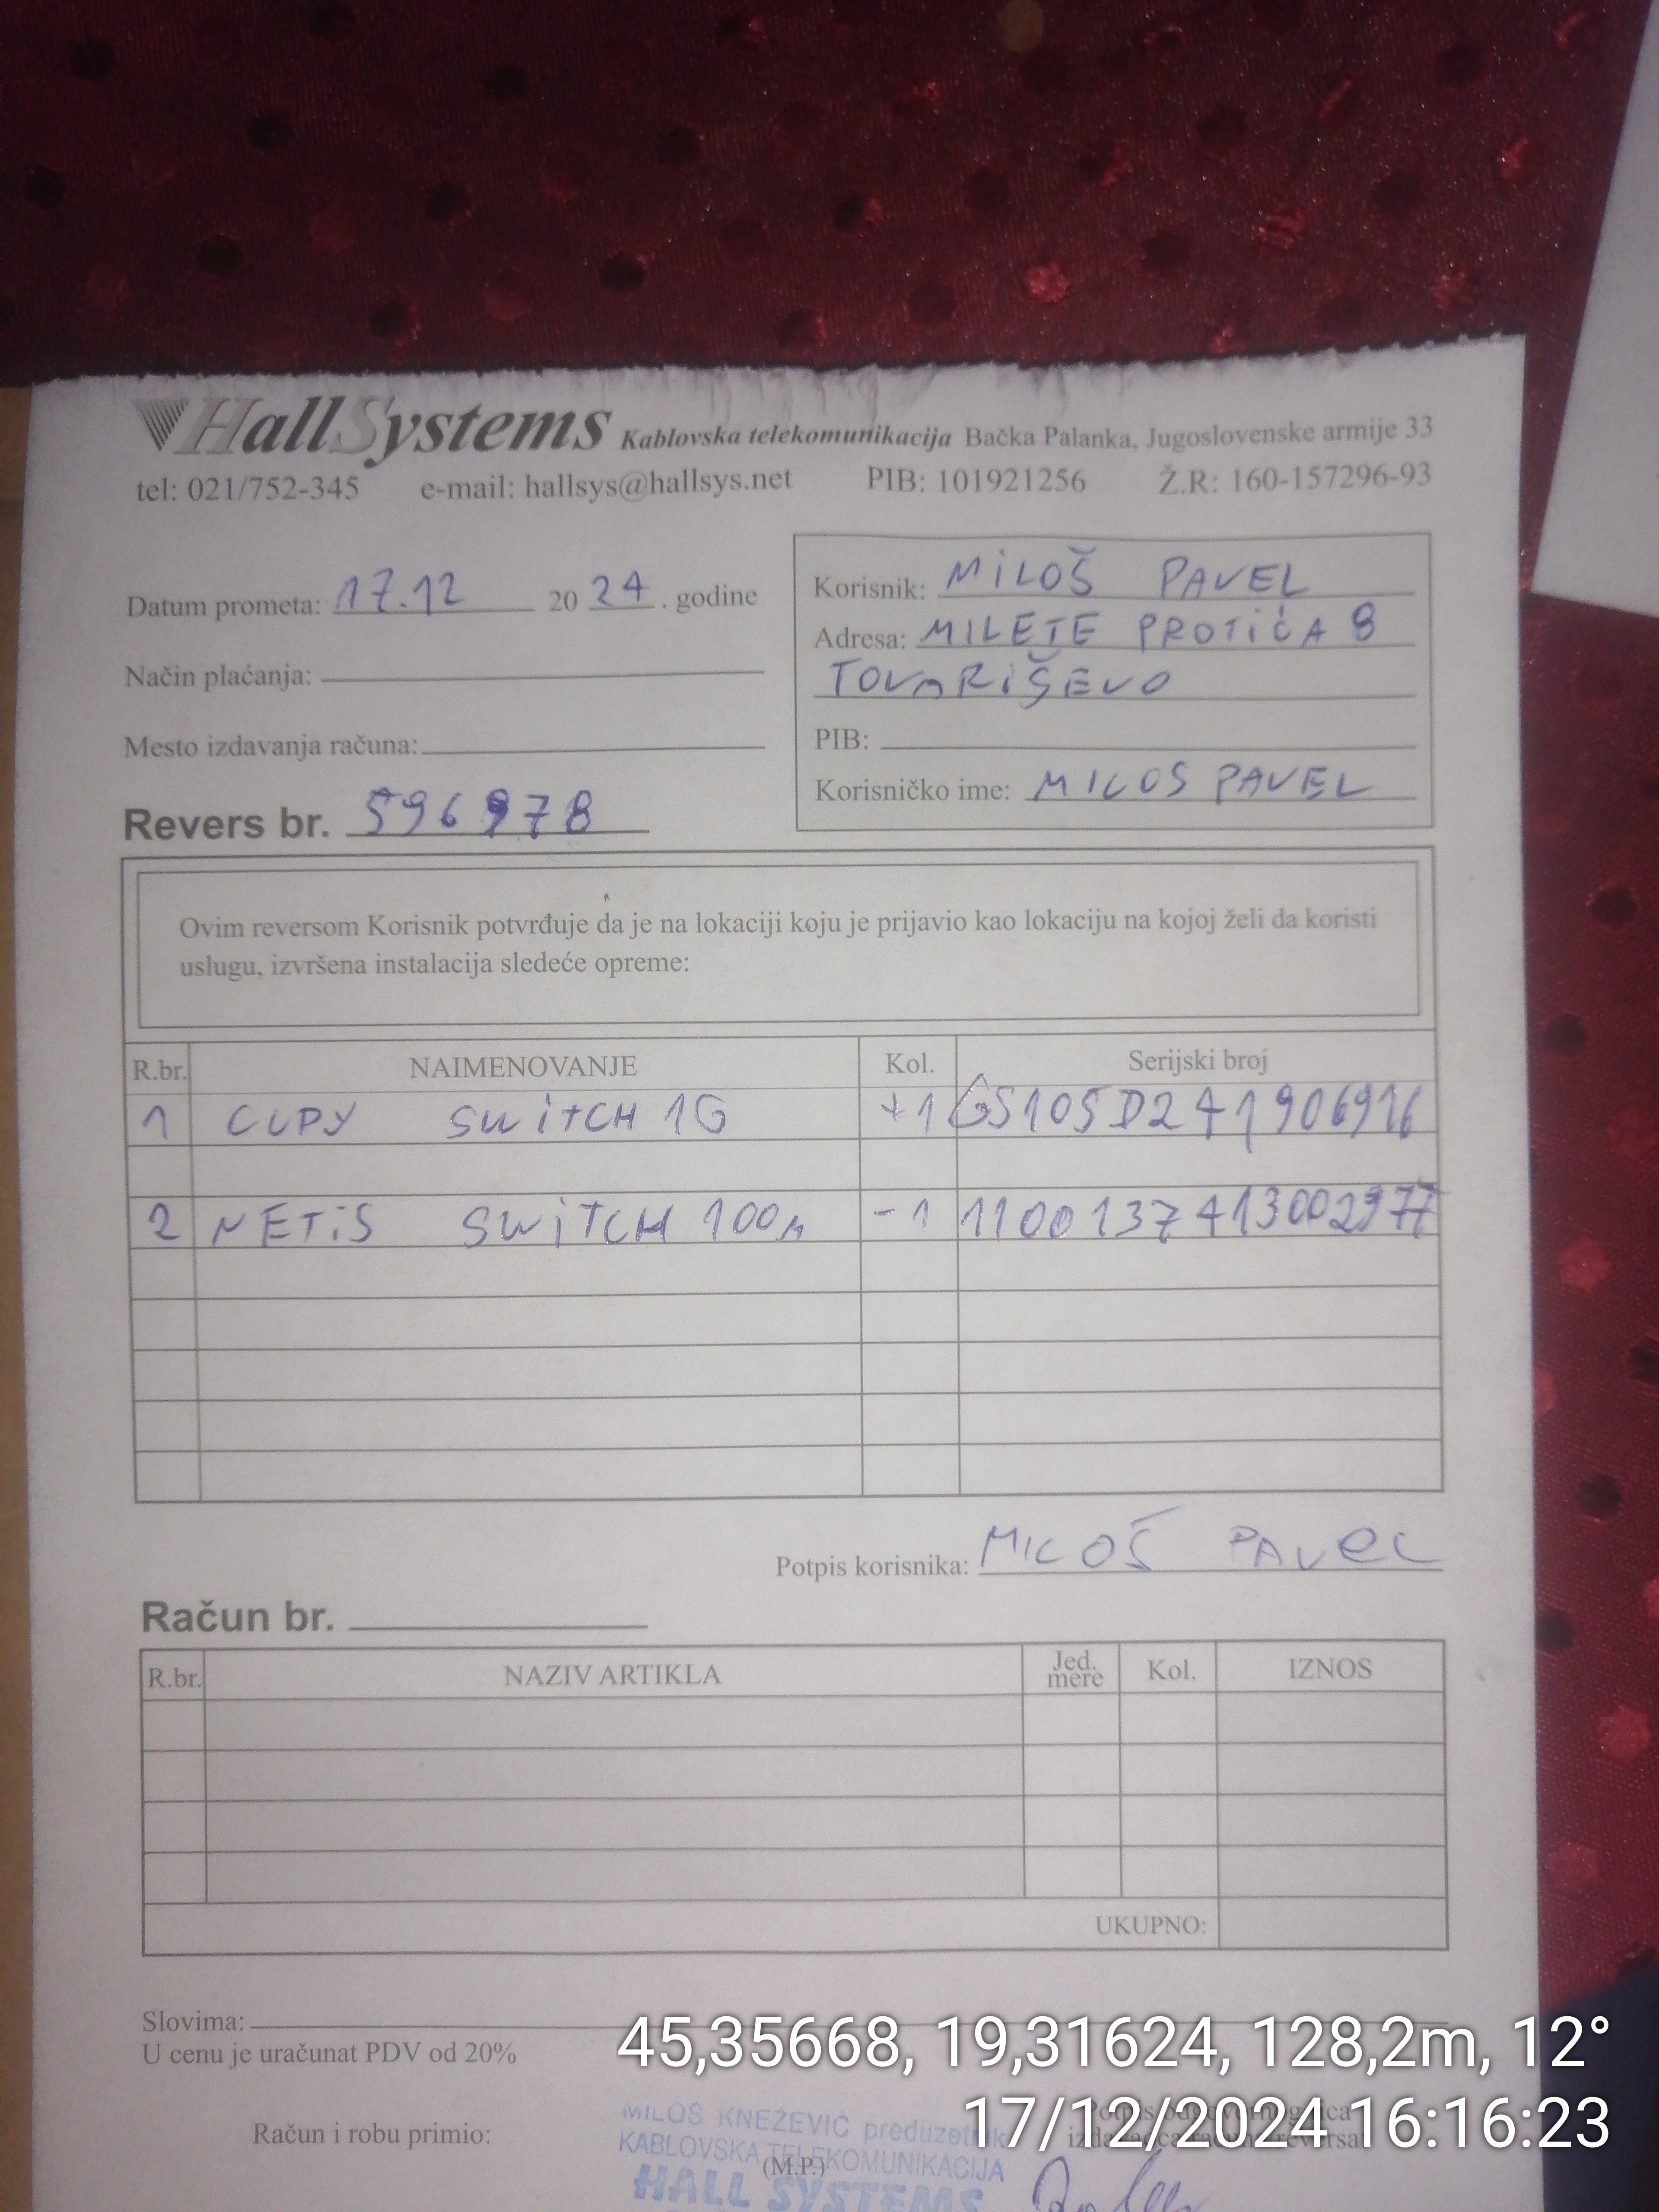 HallSystems Kablovska telekomunikacija Bačka Palanka, Jugoslovenske armije 33
tel: 021/752-345 e-mail: hallsys@hallsys.net PIB: 101921256 Ž.R: 160-157296-93
Datum prometa: 17.12 2024. godine
Način plaćanja:
Mesto izdavanja računa:
Revers br. 596978
Korisnik: MiLOŠ PAVEL
Adresa: MILETE PROTiĆA 8
TOVARiŠEVO
PIB:
Korisničko ime: MILOS PAVEL
Ovim reversom Korisnik potvrđuje da je na lokaciji koju je prijavio kao lokaciju na kojoj želi da koristi
uslugu, izvršena instalacija sledeće opreme:
R.br. NAIMENOVANJE Kol. Serijski broj
1 CUPY SWiTCH 1G +1 GS105D241906916
2 NETiS SWiTCH 100M -1 1100137413002977
Potpis korisnika: MILOŠ PAVEL
Račun br.
R.br. NAZIV ARTIKLA Jed. mere Kol. IZNOS
UKUPNO:
Slovima:
U cenu je uračunat PDV od 20%
45,35668, 19,31624, 128,2m, 12°
17/12/2024 16:16:23
Račun i robu primio:
MILOŠ KNEŽEVIĆ preduzetnik
KABLOVSKA TELEKOMUNIKACIJA
(M.P.)
HALL SYSTEMS